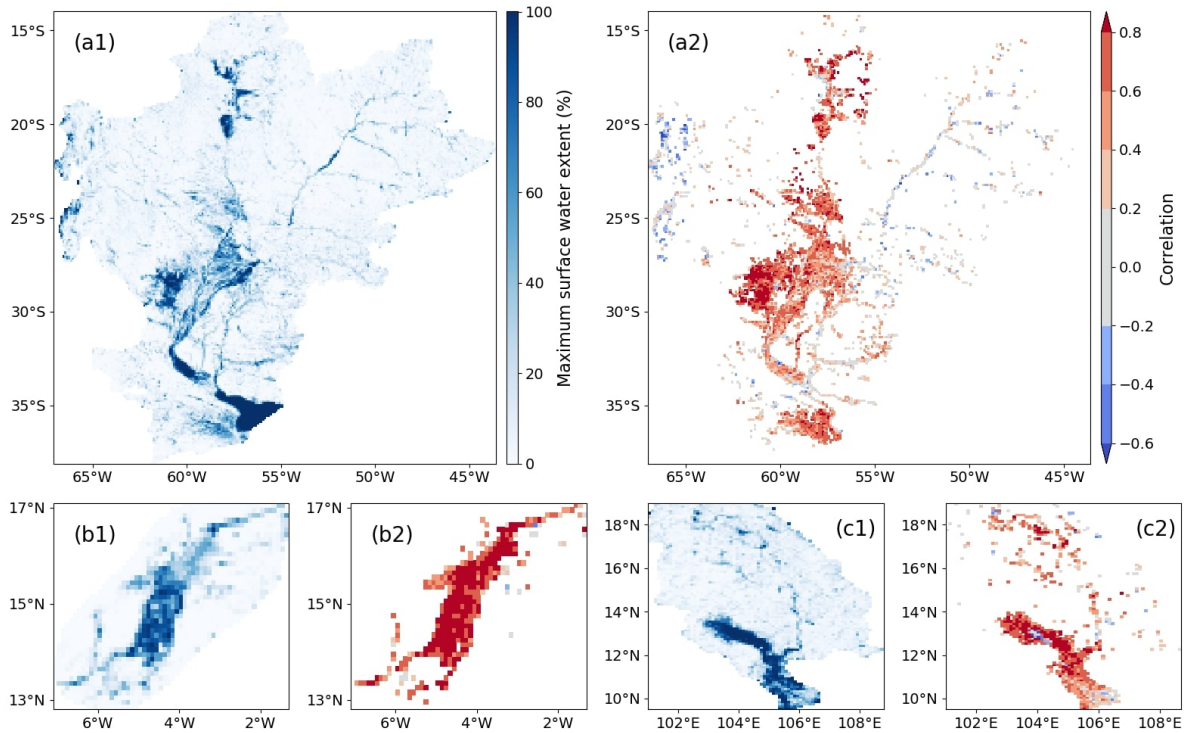 (a1)
15°S
20°S
25°S
30°S
35°S
65°W 60°W 55°W 50°W 45°W
100
80
60
40
20
0
Maximum surface water extent (%)
(a2)
15°S
20°S
25°S
30°S
35°S
65°W 60°W 55°W 50°W 45°W
0.8
0.6
0.4
0.2
0.0
−0.2
−0.4
−0.6
Correlation
(b1)
17°N
15°N
13°N
6°W 4°W 2°W
(b2)
17°N
15°N
13°N
6°W 4°W 2°W
(c1)
18°N
16°N
14°N
12°N
10°N
102°E 104°E 106°E 108°E
(c2)
18°N
16°N
14°N
12°N
10°N
102°E 104°E 106°E 108°E